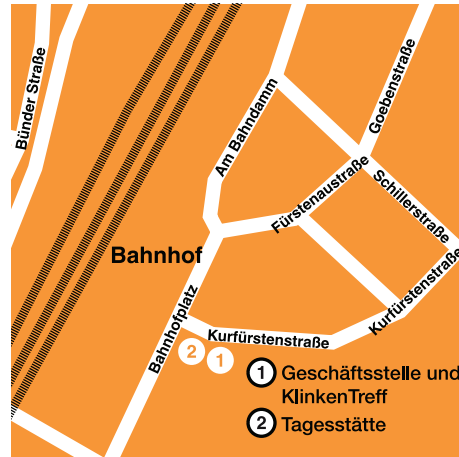 Bünder Straße
Am Bahndamm
Goebenstraße
Fürstenaustraße
Schillerstraße
Bahnhof
Bahnhofplatz
Kurfürstenstraße
Kurfürstenstraße
2 1
1 Geschäftsstelle und
KlinkenTreff
2 Tagesstätte